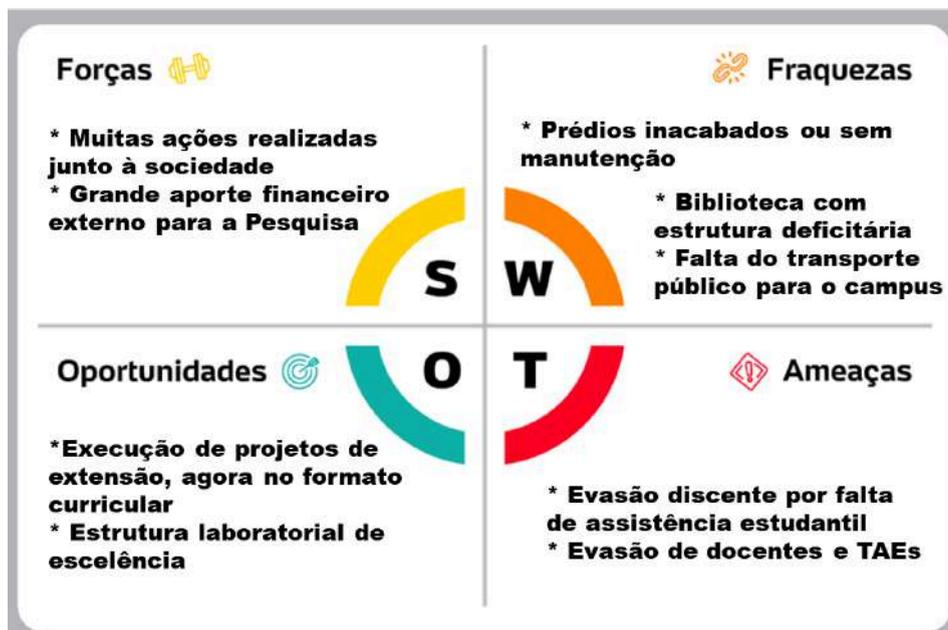 Forças
* Muitas ações realizadas
junto à sociedade
* Grande aporte financeiro
externo para a Pesquisa
Fraquezas
* Prédios inacabados ou sem
manutenção
* Biblioteca com
estrutura deficitária
* Falta do transporte
público para o campus
S W
O T
Oportunidades
*Execução de projetos de
extensão, agora no formato
curricular
* Estrutura laboratorial de
escelência
Ameaças
* Evasão discente por falta
de assistência estudantil
* Evasão de docentes e TAEs